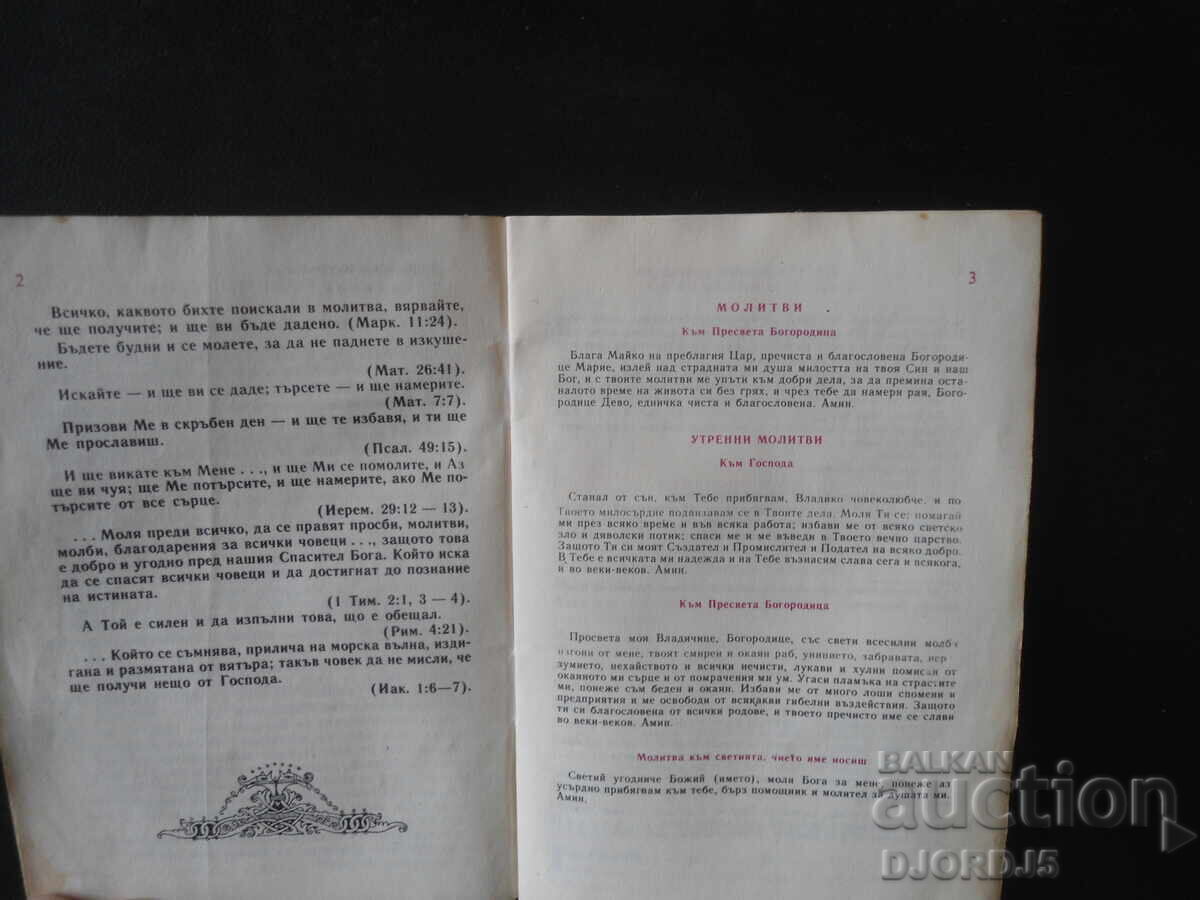 2
Всичко, каквото бихте поискали в молитва, вярвайте,
че ще получите; и ще ви бъде дадено. (Марк. 11:24).
Бъдете будни и се молете, за да не паднете в изкуше-
ние.
(Мат. 26:41).
Искайте — и ще ви се даде; търсете — и ще намерите.
(Мат. 7:7).
Призови Ме в скръбен ден — и ще те избавя, и ти ще
Ме прославиш.
(Псал. 49:15).
И ще викате към Мене . . ., и ще Ми се помолите, и Аз
ще ви чуя; ще Ме потърсите, и ще намерите, ако Ме по-
търсите от все сърце.
(Иерем. 29:12 — 13).
. . . Моля преди всичко, да се правят просби, молитви,
молби, благодарения за всички човеци . . ., защото това
е добро и угодно пред нашия Спасител Бога. Който иска
да се спасят всички човеци и да достигнат до познание
на истината.
(1 Тим. 2:1, 3 — 4).
А Той е силен и да изпълни това, що е обещал.
(Рим. 4:21).
. . . Който се съмнява, прилича на морска вълна, изди-
гана и размятана от вятъра; такъв човек да не мисли, че
ще получи нещо от Господа.
(Иак. 1:6—7).
3
МОЛИТВИ
Към Пресвета Богородица
Блага Майко на преблагия Цар, пречиста и благословена Богороди-
це Марие, излей над страдната ми душа милостта на твоя Син и наш
Бог, и с твоите молитви ме упъти към добри дела, за да премина оста-
налото време на живота си без грях, и чрез тебе да намеря рая, Бого-
родице Дево, единичка чиста и благословена. Амин.
УТРЕННИ МОЛИТВИ
Към Господа
Станал от сън, към Тебе прибягвам, Владико човеколюбче, и по
Твоето милосърдие подвизавам се в Твоите дела. Моля Ти се: помагай
ми през всяко време и във всяка работа; избави ме от всяко светско
зло и дяволски потик; спаси ме и ме въведи в Твоето вечно царство.
Защото Ти си моят Създател и Промислител и Подател на всяко добро.
В Тебе е всичката ми надежда и на Тебе възнасям слава сега и всякога,
и во веки-веков. Амин.
Към Пресвета Богородица
Просвета моя Владичице, Богородице, със свети всесилни молб
изгони от мене, твоят смирен и окаян раб, унинието, забравата, нер
зумието, нехайството и всички нечисти, лукави и хулни помисли от
окаяното ми сърце и от помрачения ми ум. Угаси пламъка на страстите
ми, понеже съм беден и окаян. Избави ме от много лоши спомени и
предприятия и ме освободи от всякакви гибелни въздействия. Защото
ти си благословена от всички родове, и твоето пречисто име се слави
во веки-веков. Амин.
Молитва към светията, чието име носиш
Светий угодниче Божий (името), моли Бога за мене, понеже аз
усърдно прибягвам към тебе, бърз помощник и молител за душата ми.
Амин.
BALKAN
auction
DJORDJ5